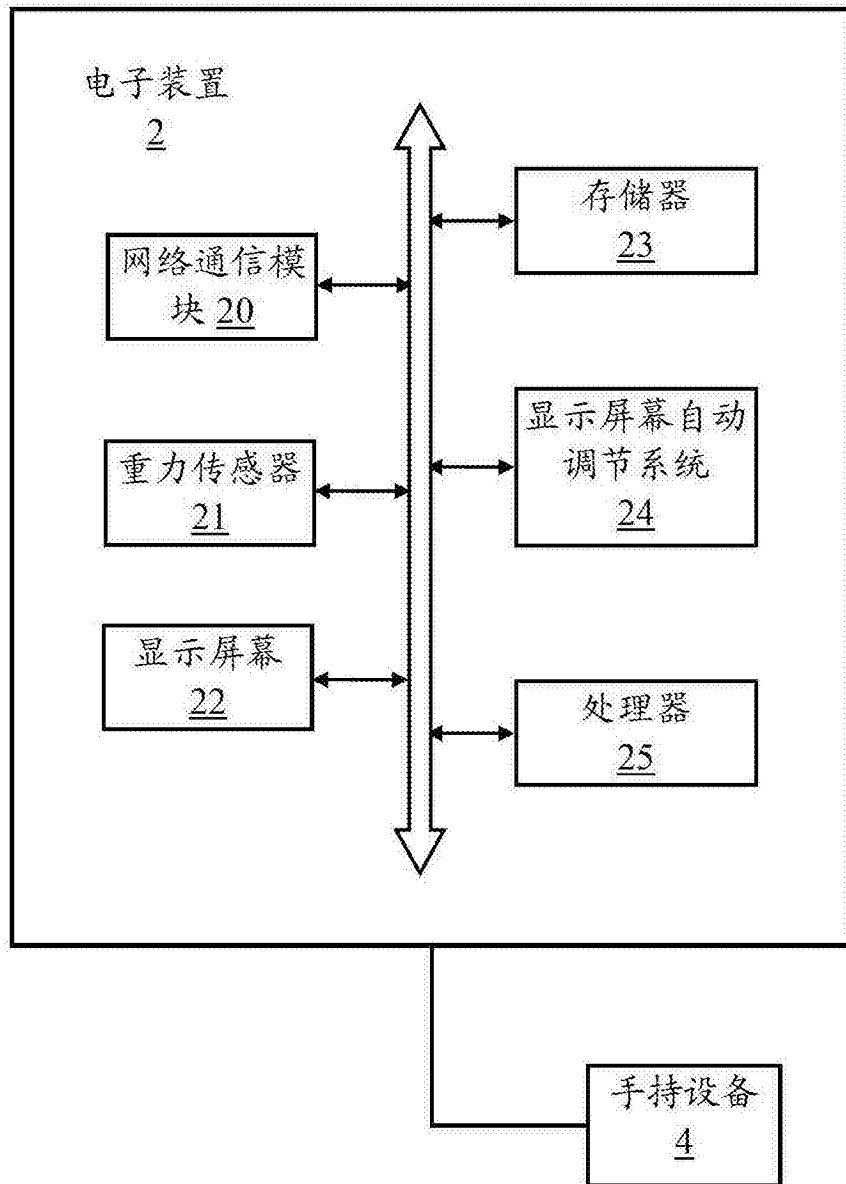 电子装置
2
网络通信模
块 20
重力传感器
21
显示屏幕
22
存储器
23
显示屏幕自动
调节系统
24
处理器
25
手持设备
4